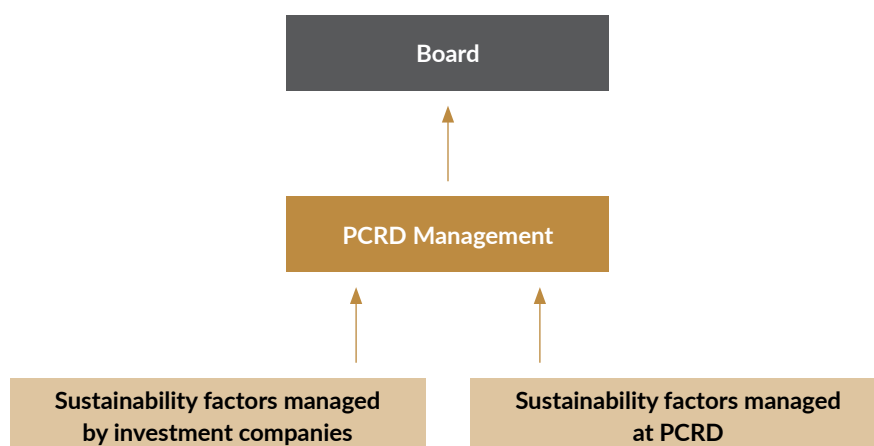 Board
PCRD Management
Sustainability factors managed
by investment companies
Sustainability factors managed
at PCRD